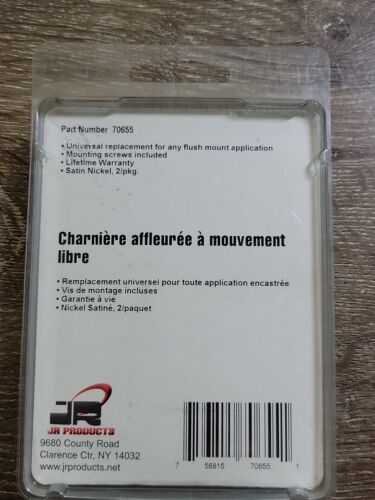 Part Number 70655
• Universal replacement for any flush mount application
• Mounting screws included
• Lifetime Warranty
• Satin Nickel, 2/pkg.
Charnière affleurée à mouvement
libre
• Remplacement universel pour toute application encastrée
• Vis de montage incluses
• Garantie à vie
• Nickel Satiné, 2/paquet
JR
JR PRODUCTS
9680 County Road
Clarence Ctr, NY 14032
www.jrproducts.net
7 56815 70655 1